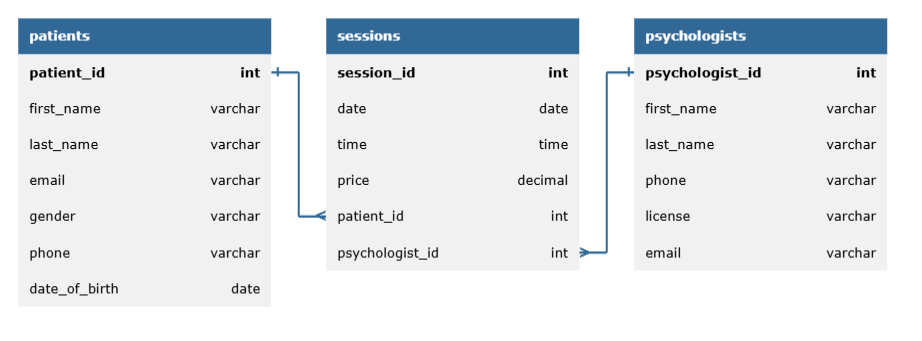 patients
patient_id int
first_name varchar
last_name varchar
email varchar
gender varchar
phone varchar
date_of_birth date
sessions
session_id int
date date
time time
price decimal
patient_id int
psychologist_id int
psychologists
psychologist_id int
first_name varchar
last_name varchar
phone varchar
license varchar
email varchar